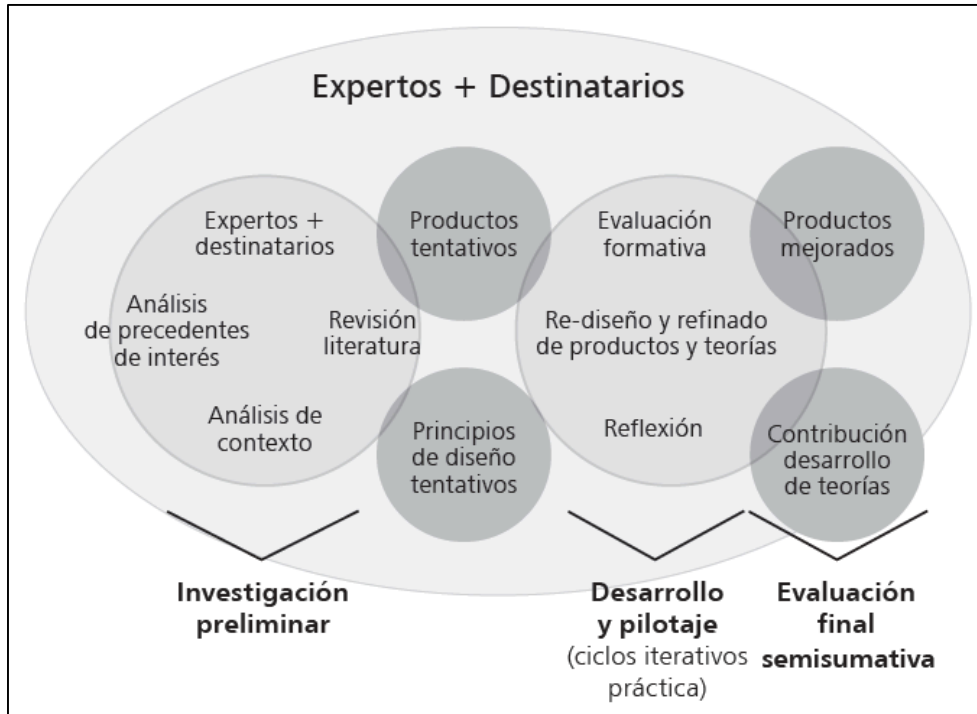 Expertos + Destinatarios
Expertos +
destinatarios
Análisis
de precedentes
de interés
Revisión
literatura
Análisis de
contexto
Productos
tentativos
Principios
de diseño
tentativos
Evaluación
formativa
Re-diseño y refinado
de productos y teorías
Reflexión
Productos
mejorados
Contribución
desarrollo
de teorías
Investigación
preliminar
Desarrollo
y pilotaje
(ciclos iterativos
práctica)
Evaluación
final
semisumativa